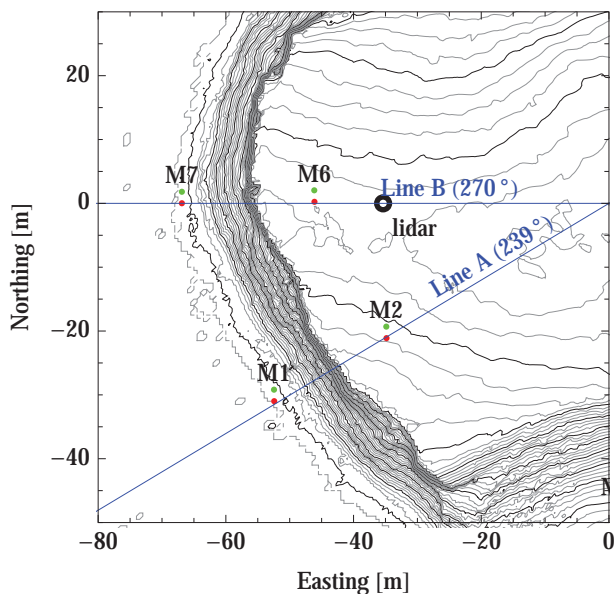 20
M7
M6
Line B (270°)
0
lidar
Line A (239°)
Northing [m]
M2
−20
M1
−40
M
−80
−60
−40
−20
0
Easting [m]